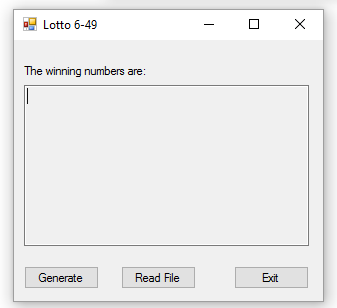 Lotto 6-49
The winning numbers are:
Generate Read File Exit